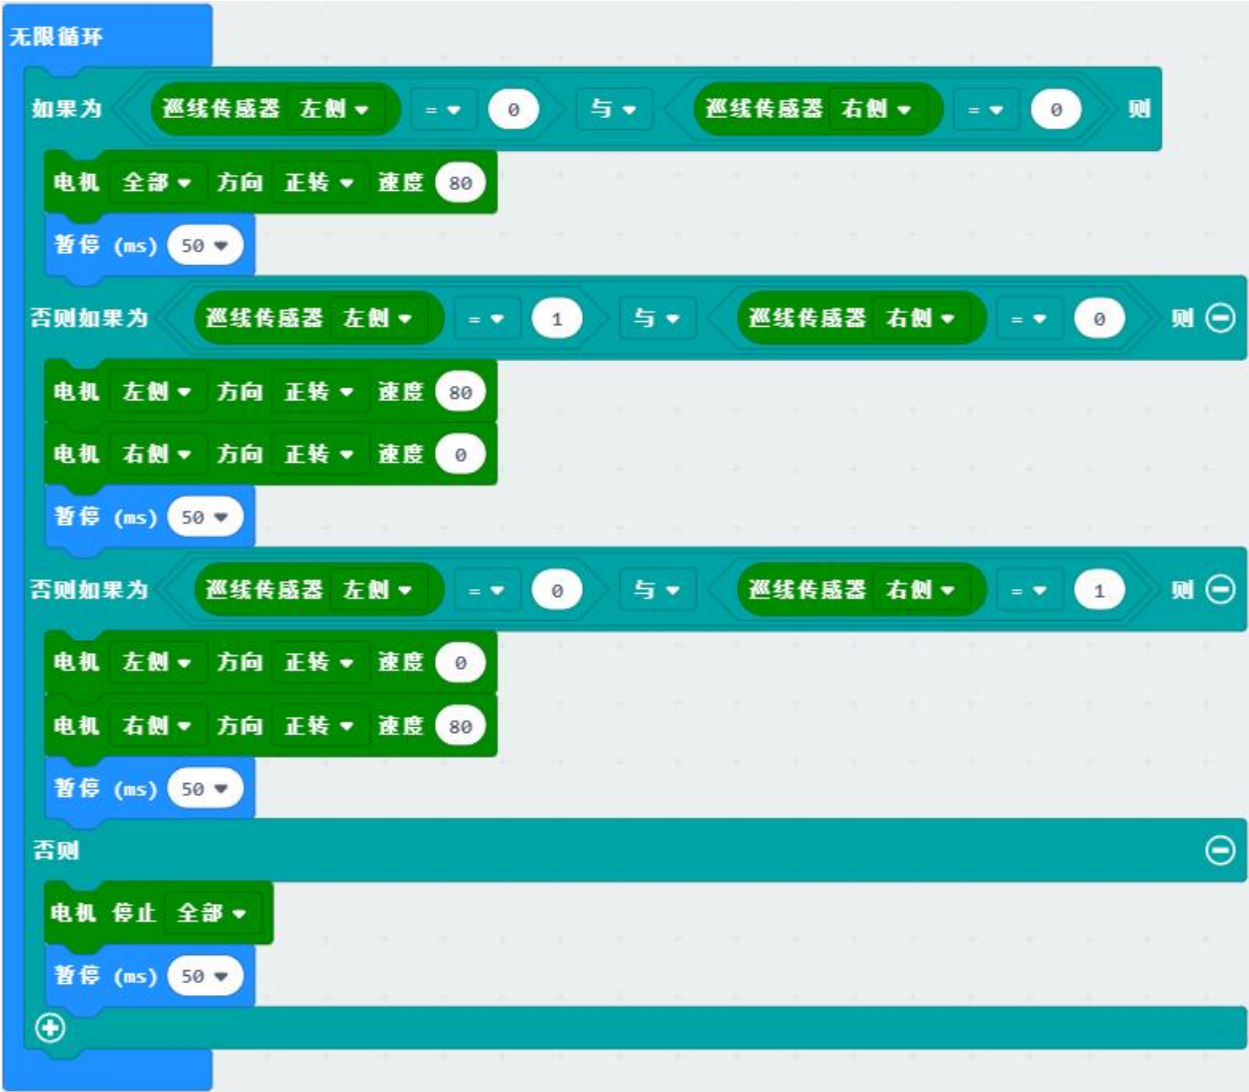 无限循环
如果为 巡线传感器 左侧 = 0 与 巡线传感器 右侧 = 0 则
电机 全部 方向 正转 速度 80
暂停 (ms) 50
否则如果为 巡线传感器 左侧 = 1 与 巡线传感器 右侧 = 0 则
电机 左侧 方向 正转 速度 80
电机 右侧 方向 正转 速度 0
暂停 (ms) 50
否则如果为 巡线传感器 左侧 = 0 与 巡线传感器 右侧 = 1 则
电机 左侧 方向 正转 速度 0
电机 右侧 方向 正转 速度 80
暂停 (ms) 50
否则
电机 停止 全部
暂停 (ms) 50